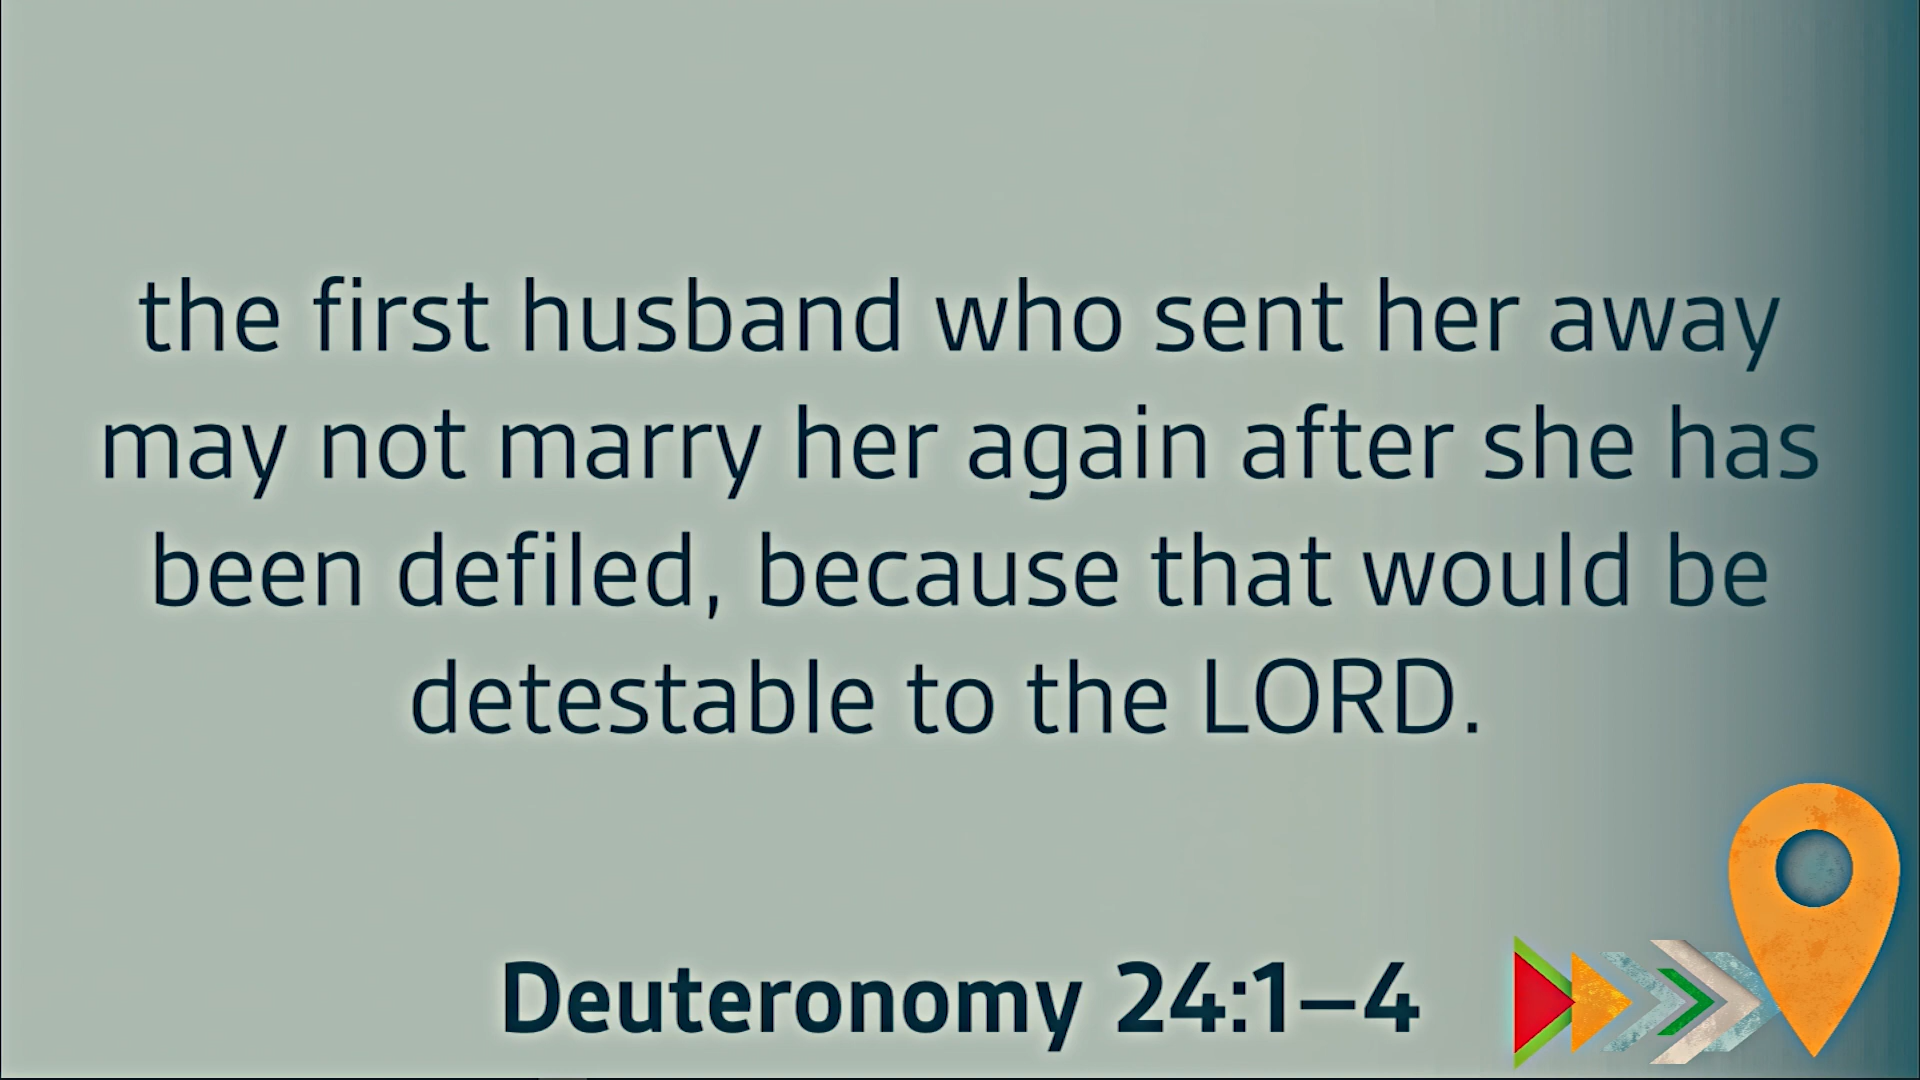 the first husband who sent her away
may not marry her again after she has
been defiled, because that would be
detestable to the LORD.
Deuteronomy 24:1–4